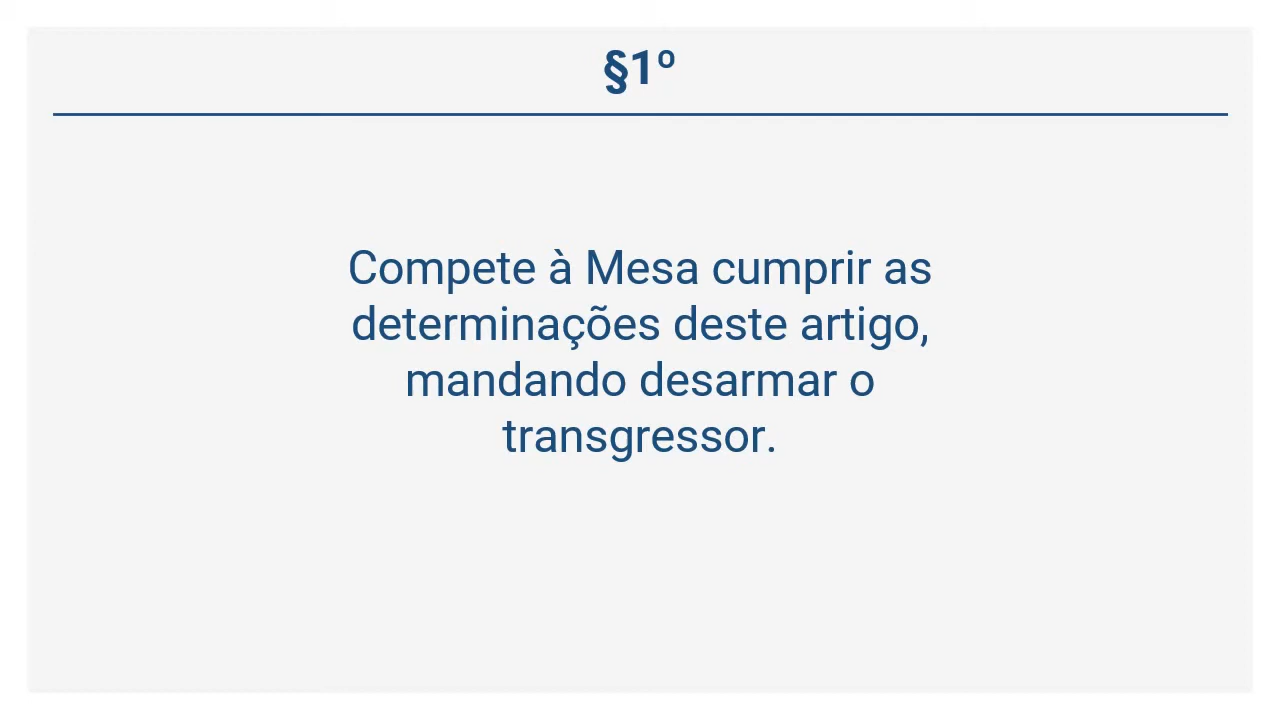 §1º
Compete à Mesa cumprir as
determinações deste artigo,
mandando desarmar o
transgressor.